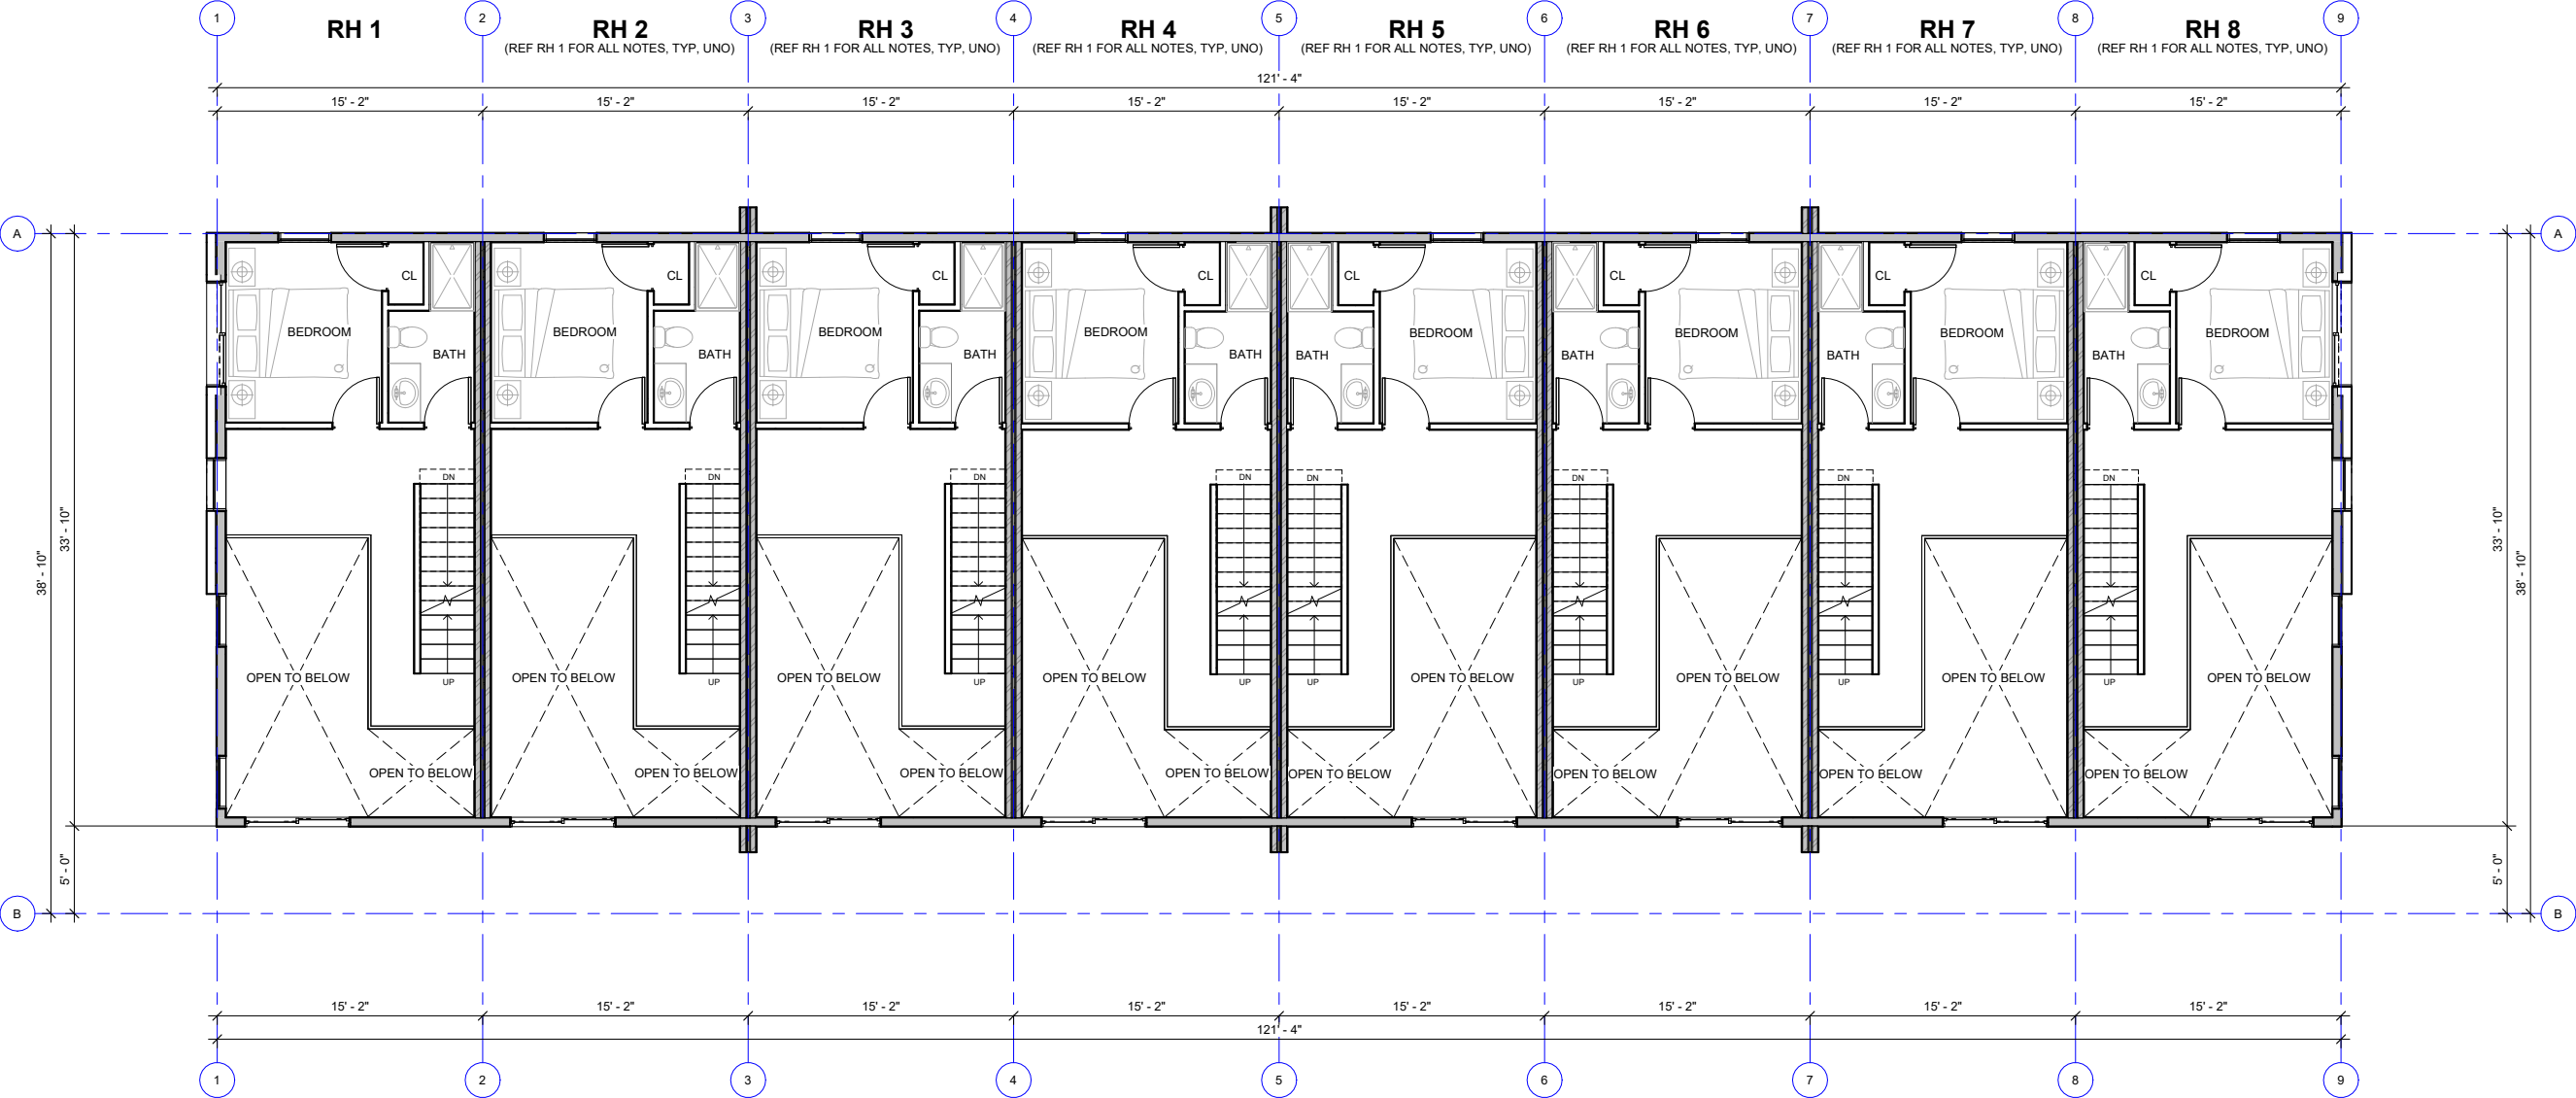 1 2 3 4 5 6 7 8 9
RH 1 RH 2 RH 3 RH 4 RH 5 RH 6 RH 7 RH 8
(REF RH 1 FOR ALL NOTES, TYP, UNO) (REF RH 1 FOR ALL NOTES, TYP, UNO) (REF RH 1 FOR ALL NOTES, TYP, UNO) (REF RH 1 FOR ALL NOTES, TYP, UNO) (REF RH 1 FOR ALL NOTES, TYP, UNO) (REF RH 1 FOR ALL NOTES, TYP, UNO) (REF RH 1 FOR ALL NOTES, TYP, UNO)
121' - 4"
15' - 2" 15' - 2" 15' - 2" 15' - 2" 15' - 2" 15' - 2" 15' - 2" 15' - 2"
A A
CL CL CL CL CL CL CL CL
BEDROOM BEDROOM BEDROOM BEDROOM BEDROOM BEDROOM BEDROOM BEDROOM
BATH BATH BATH BATH BATH BATH BATH BATH
DN DN DN DN DN DN DN DN
33' - 10" 33' - 10"
38' - 10" 38' - 10"
UP UP UP UP UP UP UP UP
OPEN TO BELOW OPEN TO BELOW OPEN TO BELOW OPEN TO BELOW OPEN TO BELOW OPEN TO BELOW OPEN TO BELOW OPEN TO BELOW
OPEN TO BELOW OPEN TO BELOW OPEN TO BELOW OPEN TO BELOW OPEN TO BELOW OPEN TO BELOW OPEN TO BELOW OPEN TO BELOW
5' - 0" 5' - 0"
B B
15' - 2" 15' - 2" 15' - 2" 15' - 2" 15' - 2" 15' - 2" 15' - 2" 15' - 2"
121' - 4"
1 2 3 4 5 6 7 8 9